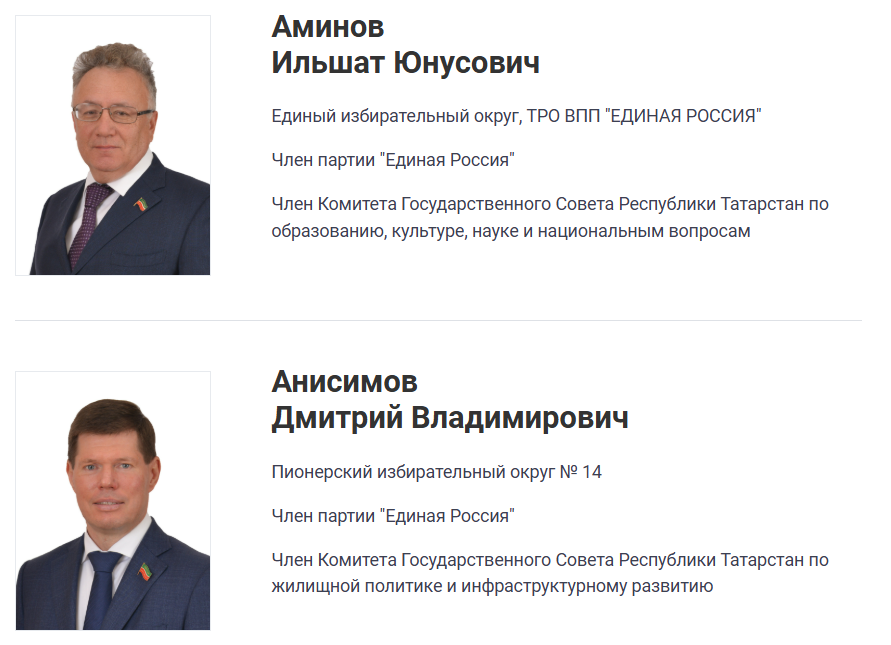 Аминов
Ильшат Юнусович
Единый избирательный округ, ТРО ВПП "ЕДИНАЯ РОССИЯ"
Член партии "Единая Россия"
Член Комитета Государственного Совета Республики Татарстан по
образованию, культуре, науке и национальным вопросам
Анисимов
Дмитрий Владимирович
Пионерский избирательный округ № 14
Член партии "Единая Россия"
Член Комитета Государственного Совета Республики Татарстан по
жилищной политике и инфраструктурному развитию